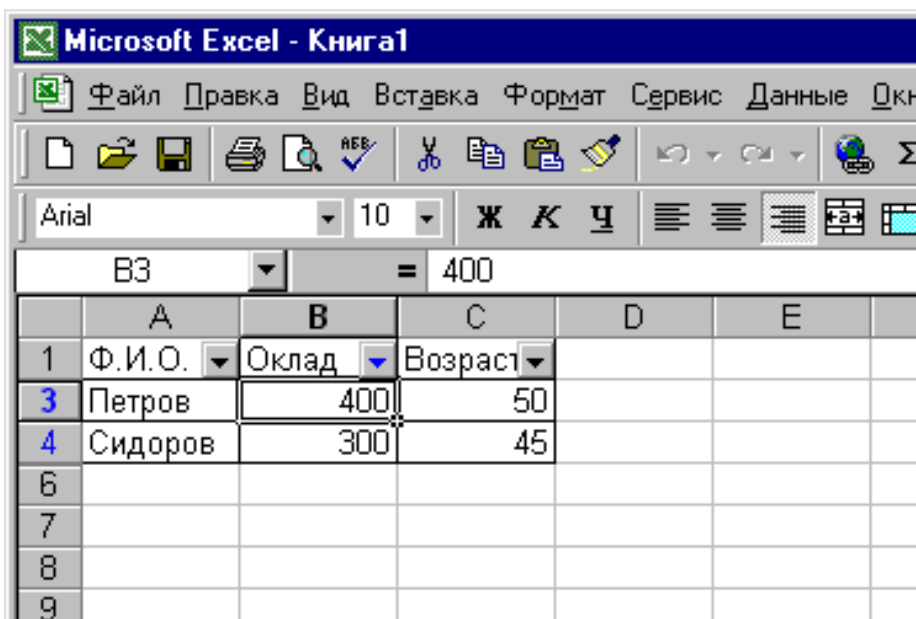 Microsoft Excel - Книга1
Файл Правка Вид Вставка Формат Сервис Данные
АБВ Σ
Arial 10 Ж К Ч a
B3 = 400
A B C D E
1 Ф.И.О. Оклад Возраст
3 Петров 400 50
4 Сидоров 300 45
6
7
8
9